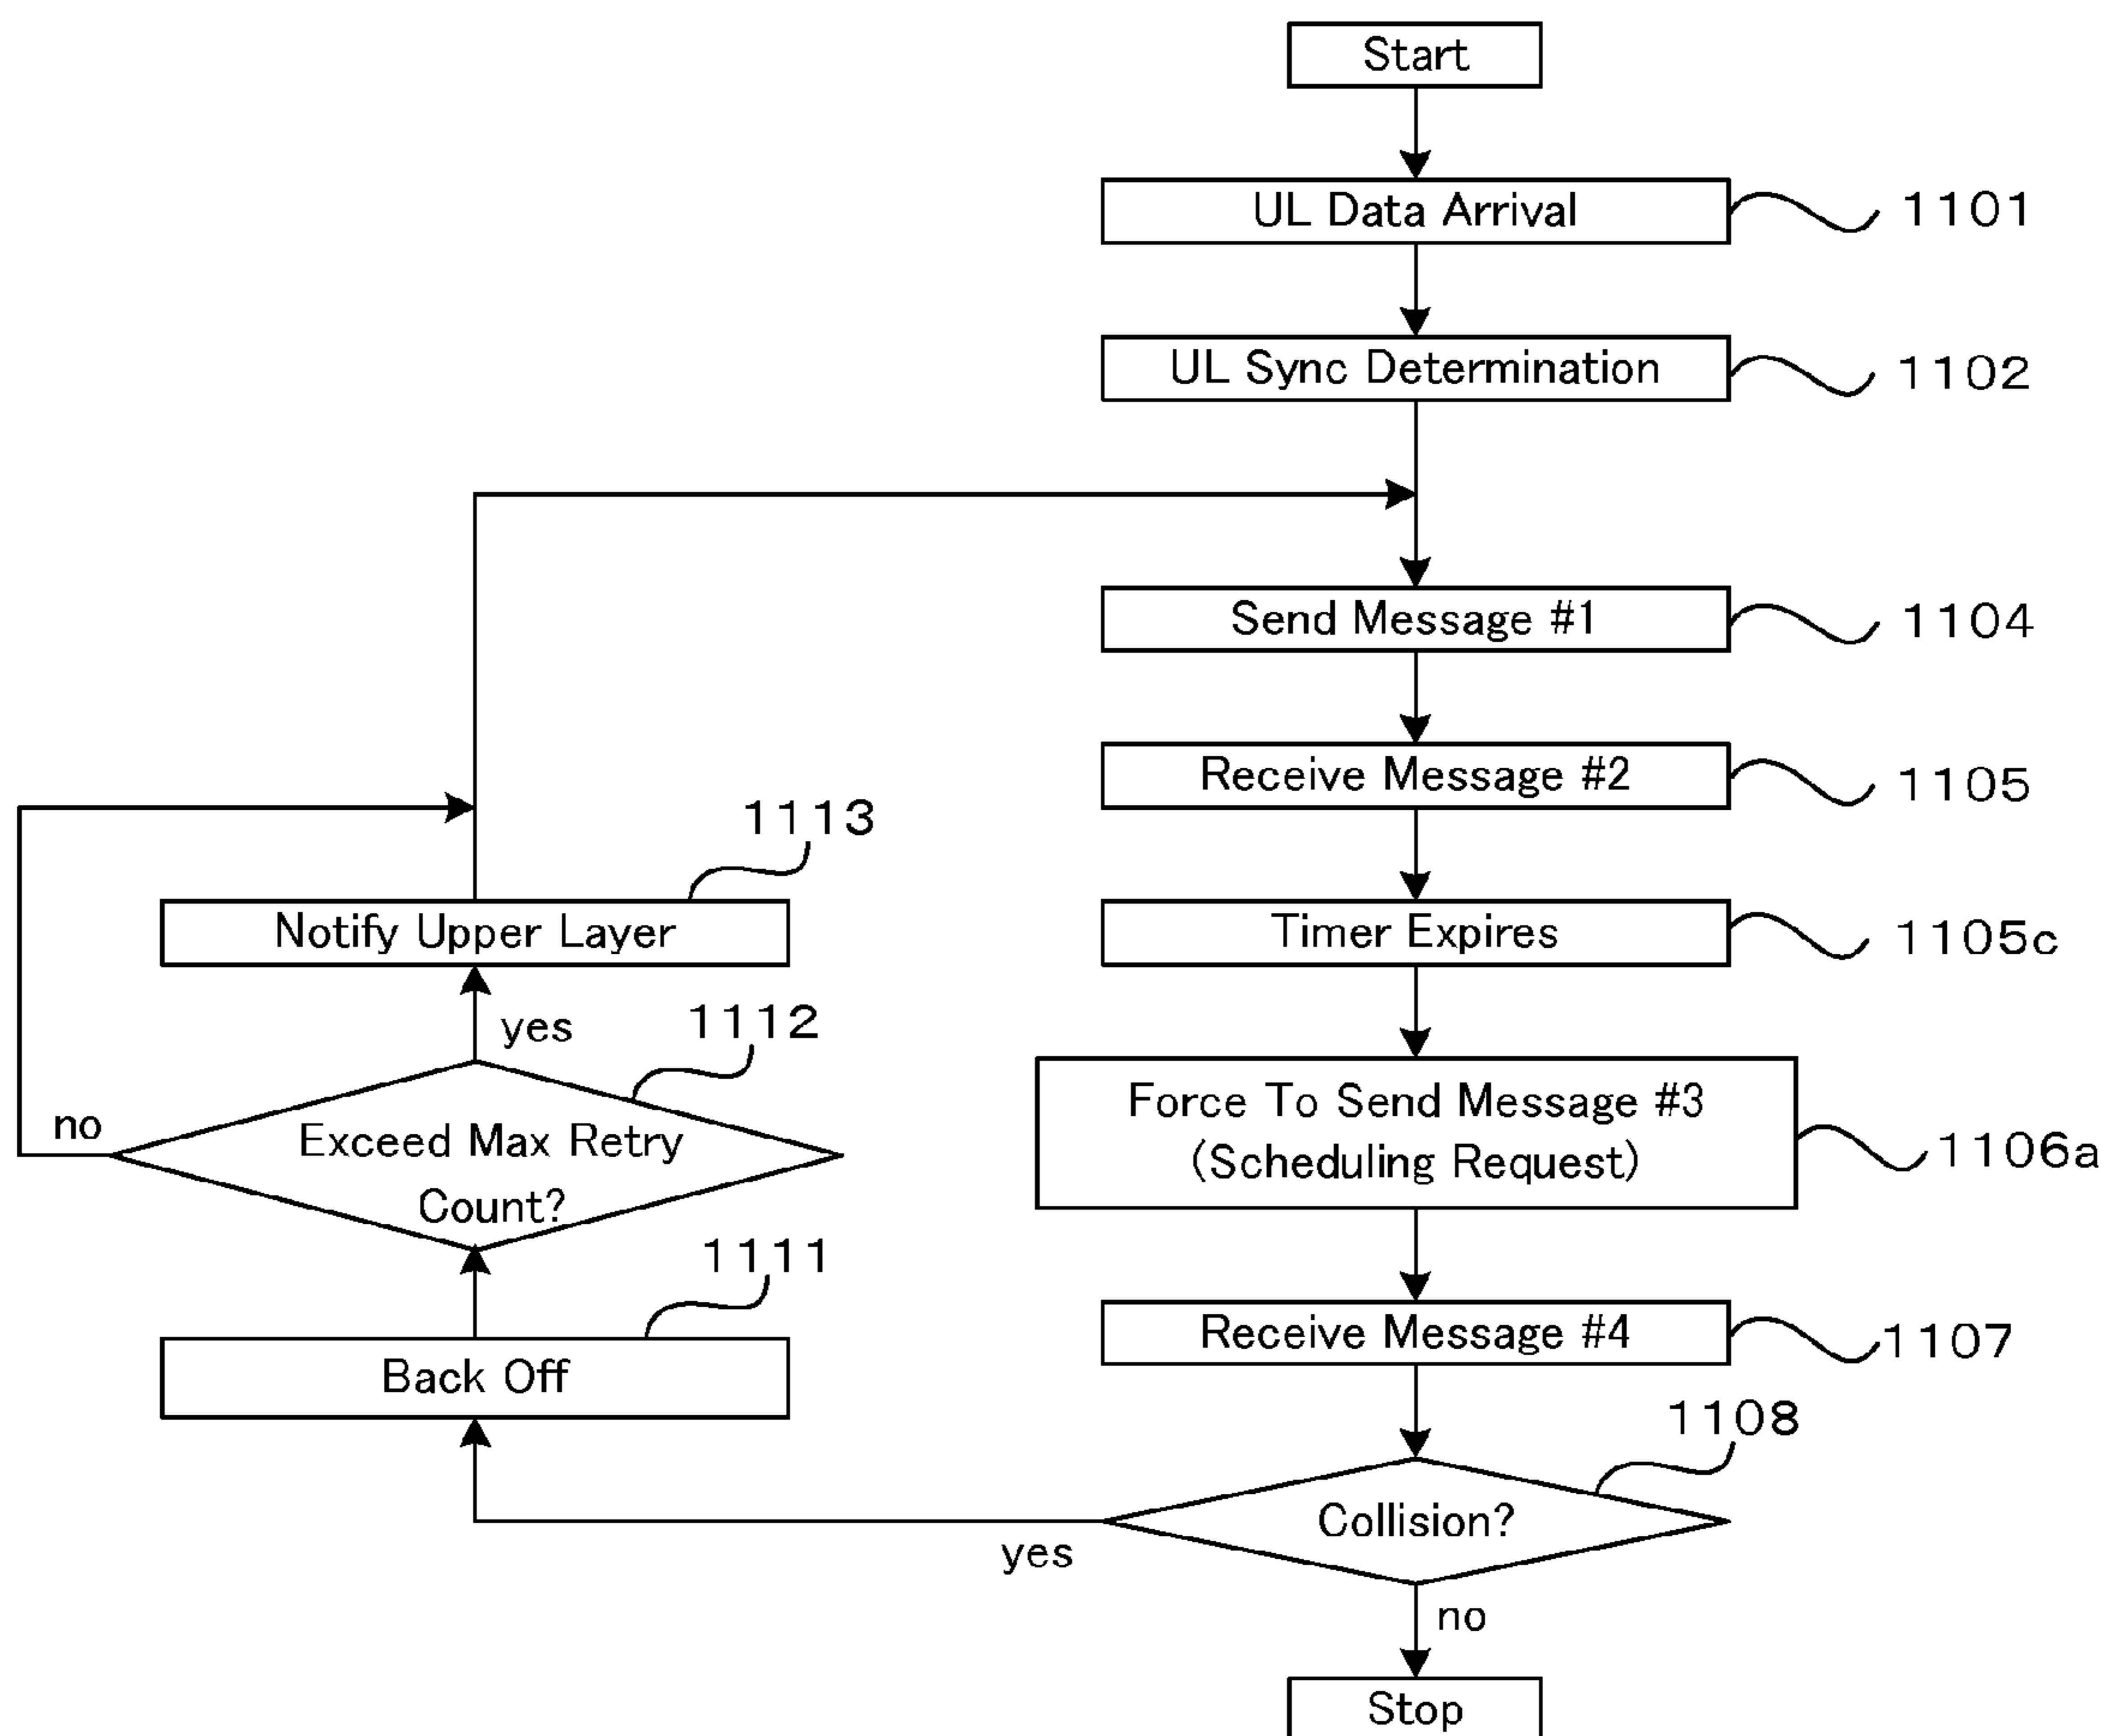 Start
UL Data Arrival
1101
UL Sync Determination
1102
Send Message #1
1104
Receive Message #2
1105
1113
Notify Upper Layer
Timer Expires
1105c
yes
1112
no
Exceed Max Retry
Count?
Force To Send Message #3
(Scheduling Request)
1106a
1111
Back Off
Receive Message #4
1107
1108
Collision?
yes
no
Stop